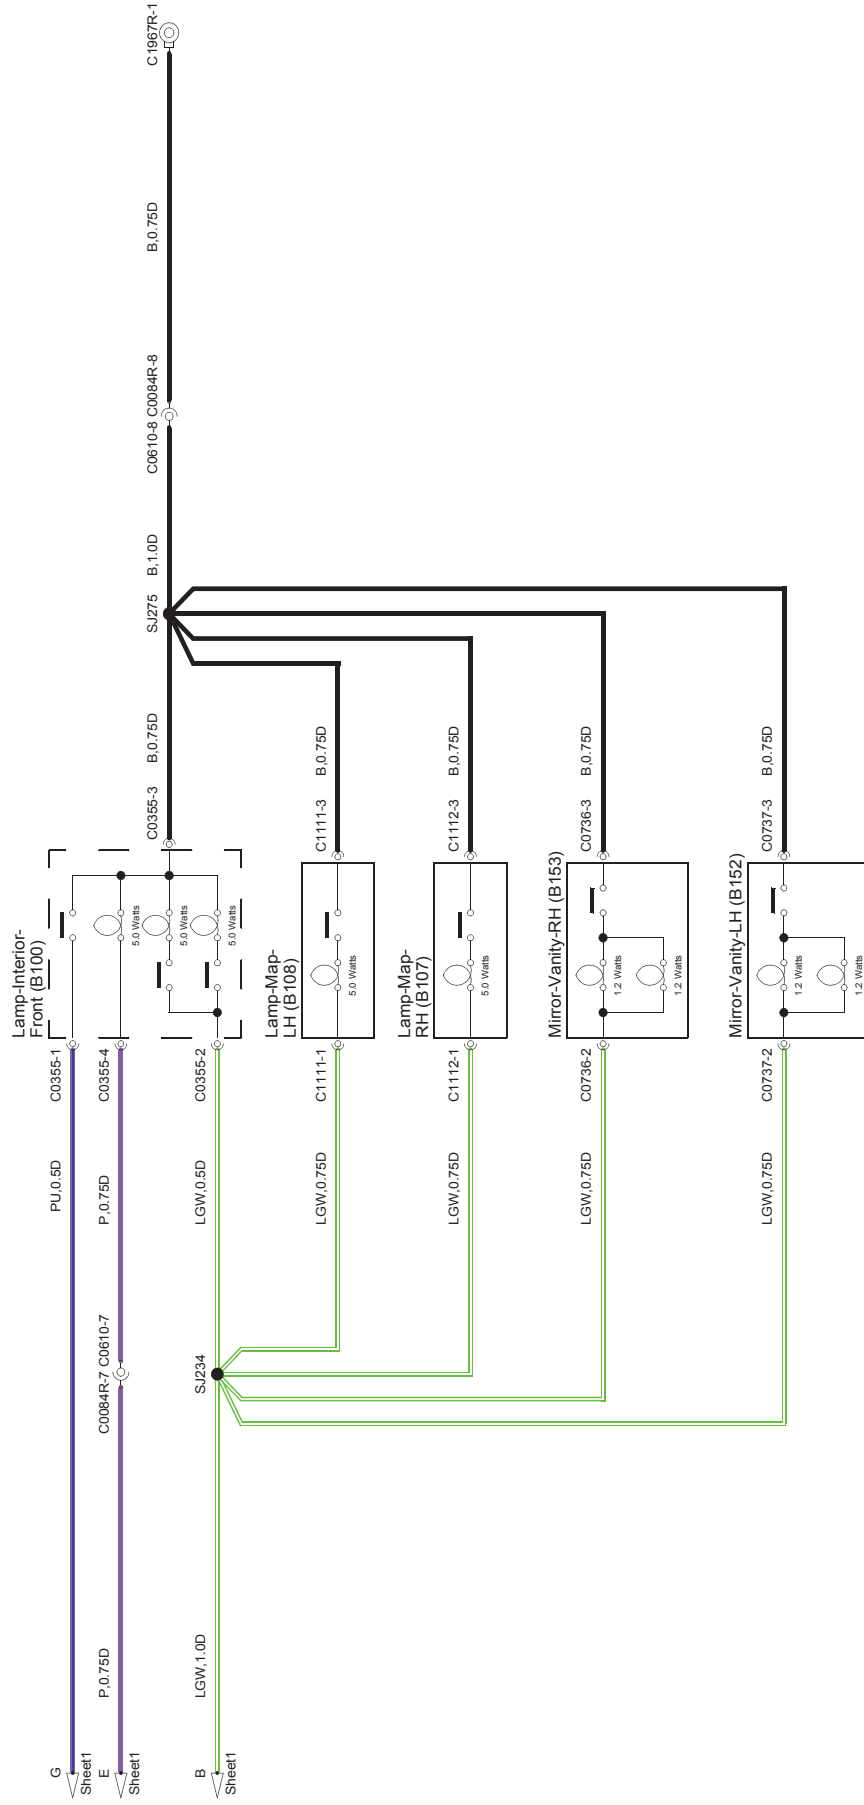 C1967R-1
B,0.75D
C0610-8 C0084R-8
B,1.0D
SJ275
B,0.75D
B,0.75D
B,0.75D
B,0.75D
B,0.75D
C0355-3
C1111-3
C1112-3
C0736-3
C0737-3
Lamp-Interior-
Front (B100)
5.0 Watts
5.0 Watts
5.0 Watts
Lamp-Map-
LH (B108)
5.0 Watts
Lamp-Map-
RH (B107)
5.0 Watts
Mirror-Vanity-RH (B153)
1.2 Watts
1.2 Watts
Mirror-Vanity-LH (B152)
1.2 Watts
1.2 Watts
C0355-1
C0355-4
C0355-2
C1111-1
C1112-1
C0736-2
C0737-2
PU,0.5D
P,0.75D
LGW,0.5D
LGW,0.75D
LGW,0.75D
LGW,0.75D
LGW,0.75D
C0084R-7 C0610-7
SJ234
P,0.75D
LGW,1.0D
G
Sheet1
E
Sheet1
B
Sheet1